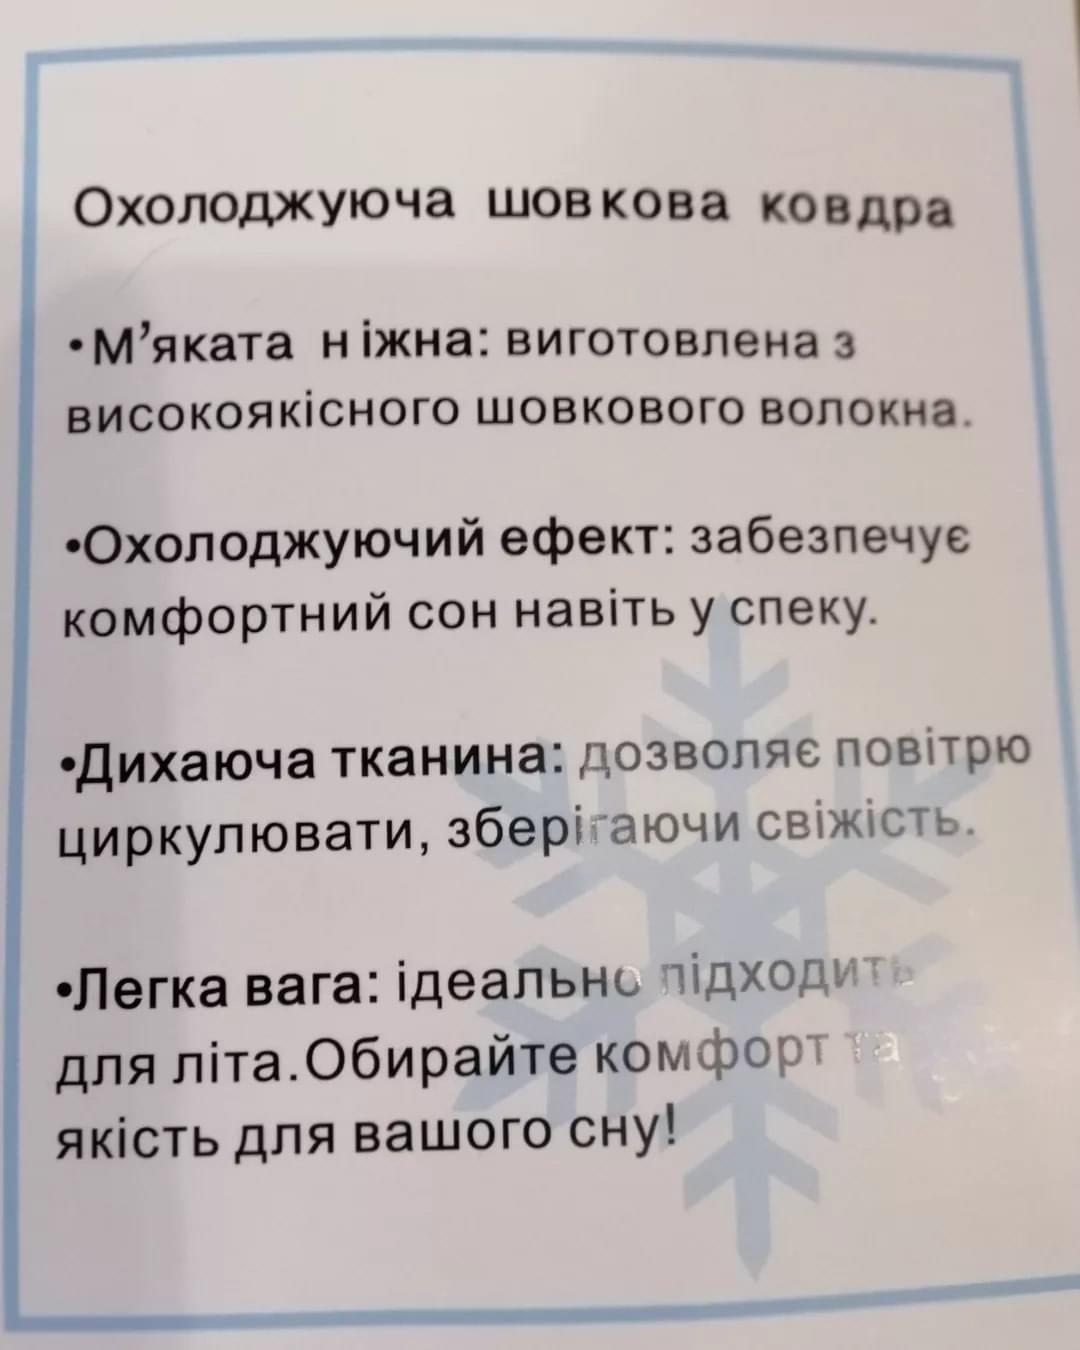 Охолоджуюча шовкова ковдра
•М’яката ніжна: виготовлена з
високоякісного шовкового волокна.
•Охолоджуючий ефект: забезпечує
комфортний сон навіть у спеку.
•Дихаюча тканина: дозволяє повітрю
циркулювати, зберігаючи свіжість.
•Легка вага: ідеально підходить
для літа.Обирайте комфорт та
якість для вашого сну!